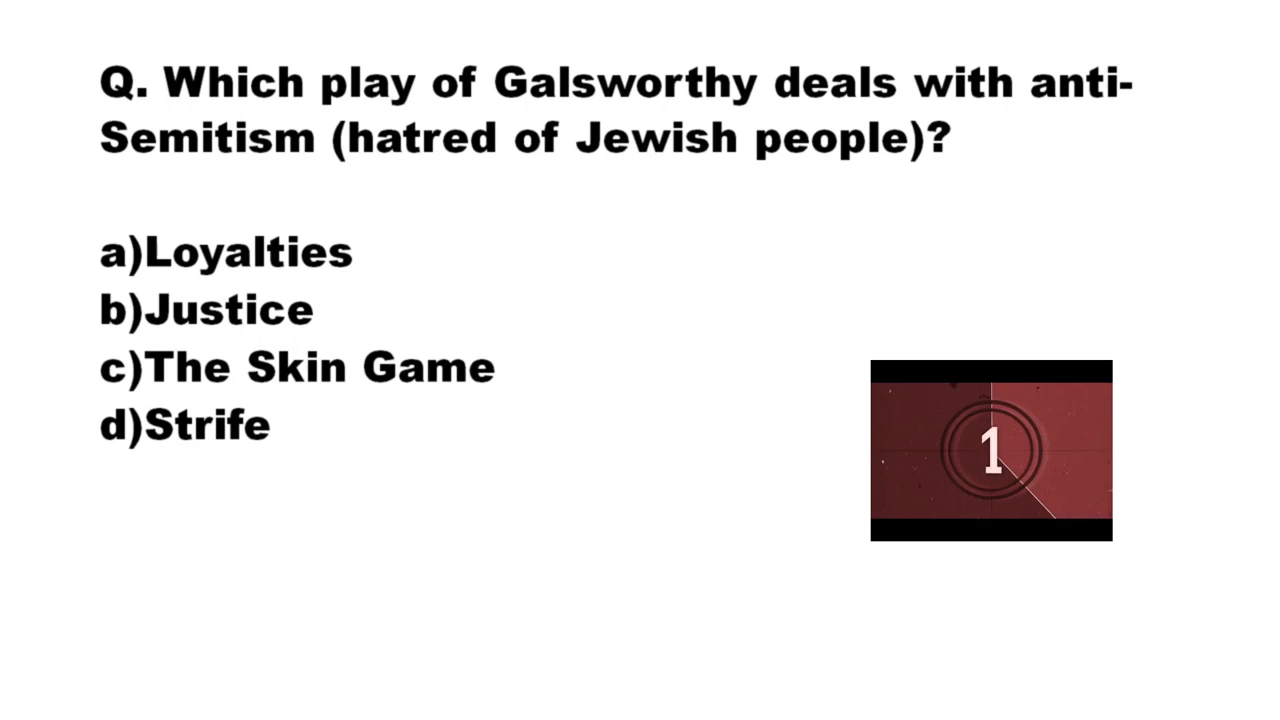 Q. Which play of Galsworthy deals with anti-
Semitism (hatred of Jewish people)?
a)Loyalties
b)Justice
c)The Skin Game
d)Strife
1